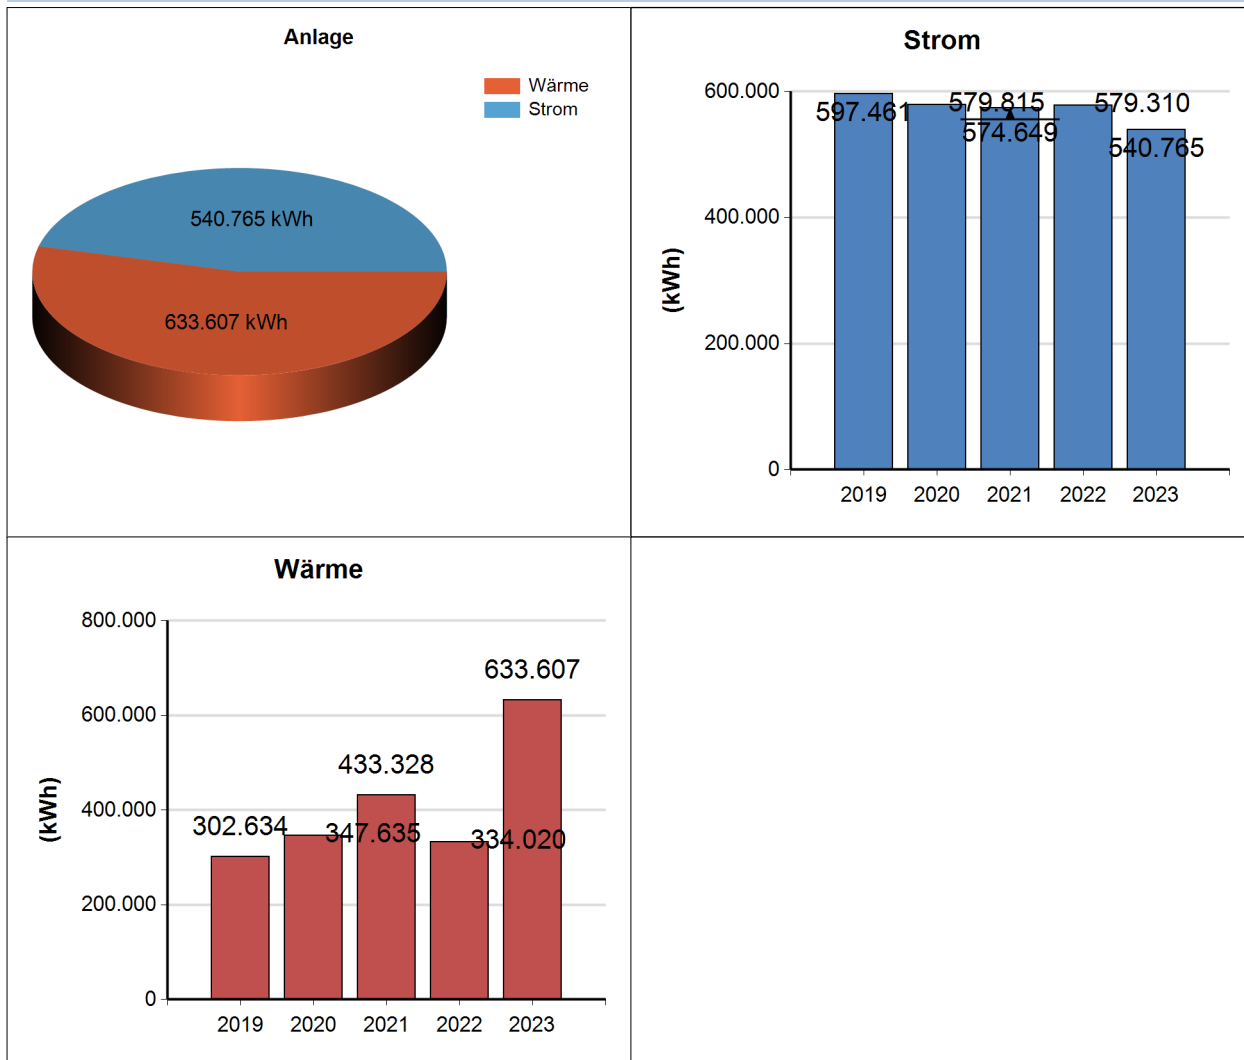 Anlage
Wärme
Strom
540.765 kWh
633.607 kWh
Strom
(kWh)
600.000
400.000
200.000
0
597.461
579.815
574.649
579.310
540.765
2019 2020 2021 2022 2023
Wärme
(kWh)
800.000
600.000
400.000
200.000
0
302.634
347.635
433.328
334.020
633.607
2019 2020 2021 2022 2023